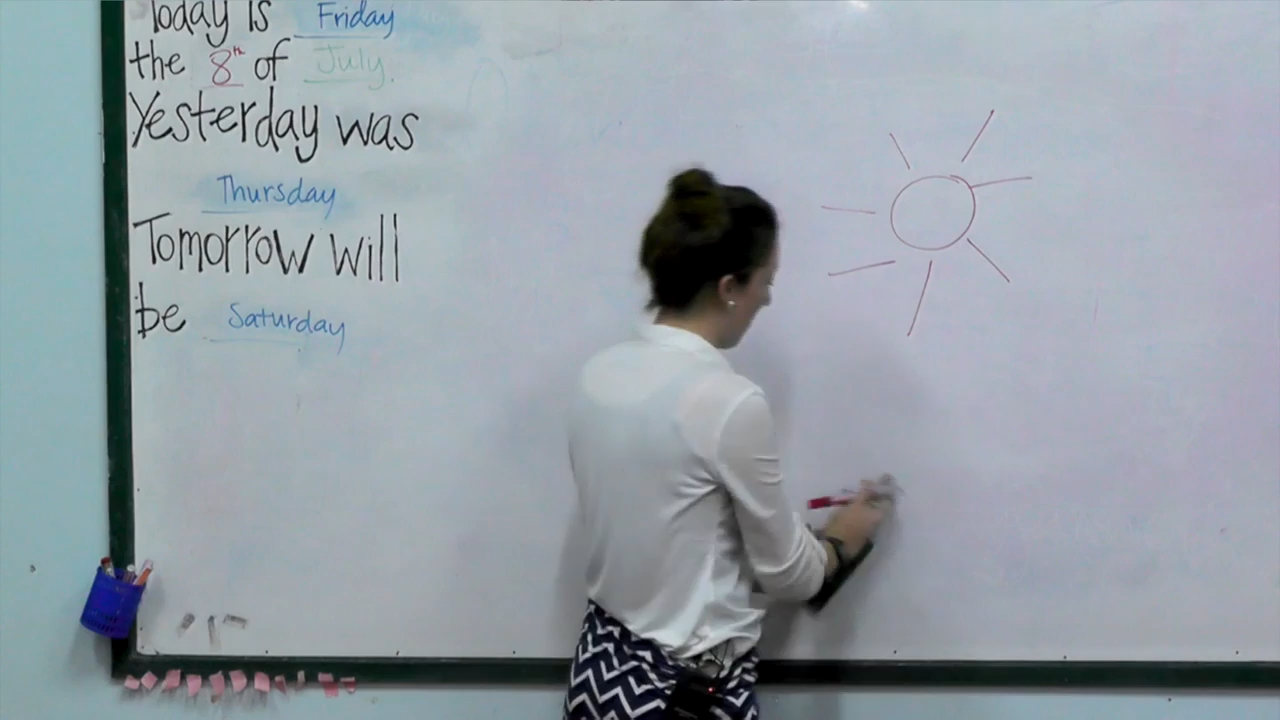 Today is Friday
the 8th of July.
Yesterday was
Thursday
Tomorrow will
be Saturday